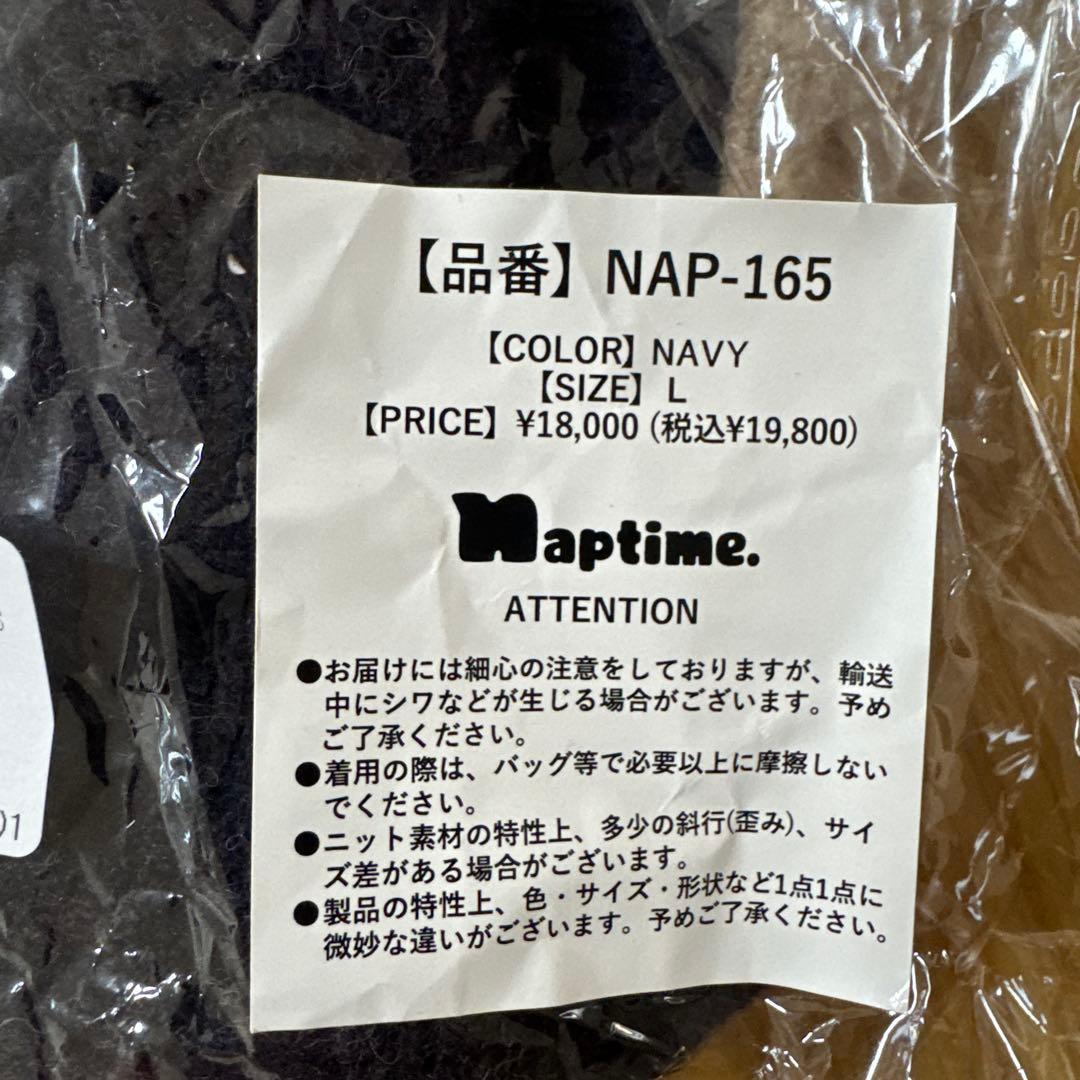 【品番】NAP-165
【COLOR】NAVY
【SIZE】L
【PRICE】¥18,000 (税込¥19,800)
Naptime.
ATTENTION
●お届けには細心の注意をしておりますが、輸送
中にシワなどが生じる場合がございます。予め
ご了承ください。
●着用の際は、バッグ等で必要以上に摩擦しない
でください。
●ニット素材の特性上、多少の斜行(歪み)、サイ
ズ差がある場合がございます。
●製品の特性上、色・サイズ・形状など1点1点に
微妙な違いがございます。予めご了承ください。